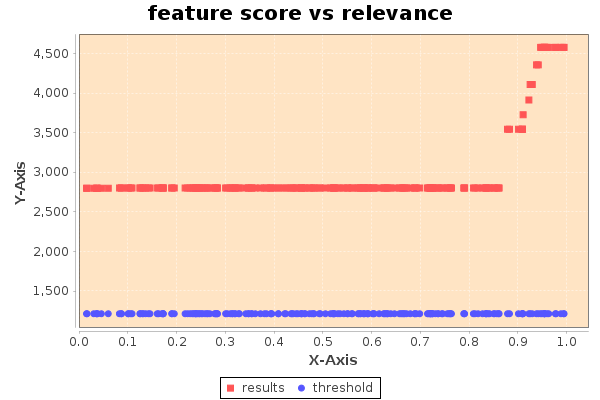 feature score vs relevance
4,500
4,000
3,500
3,000
2,500
2,000
1,500
Y-Axis
0.0 0.1 0.2 0.3 0.4 0.5 0.6 0.7 0.8 0.9 1.0
X-Axis
results threshold